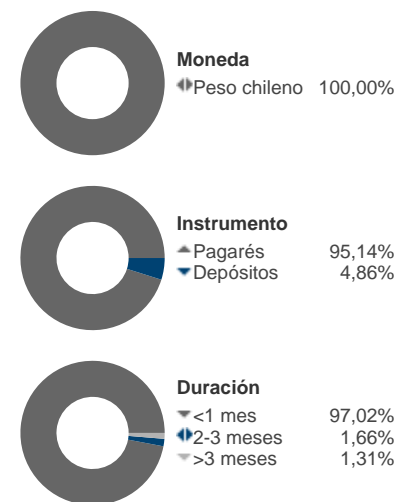 Moneda
Peso chileno 100,00%
Instrumento
Pagarés 95,14%
Depósitos 4,86%
Duración
<1 mes 97,02%
2-3 meses 1,66%
>3 meses 1,31%